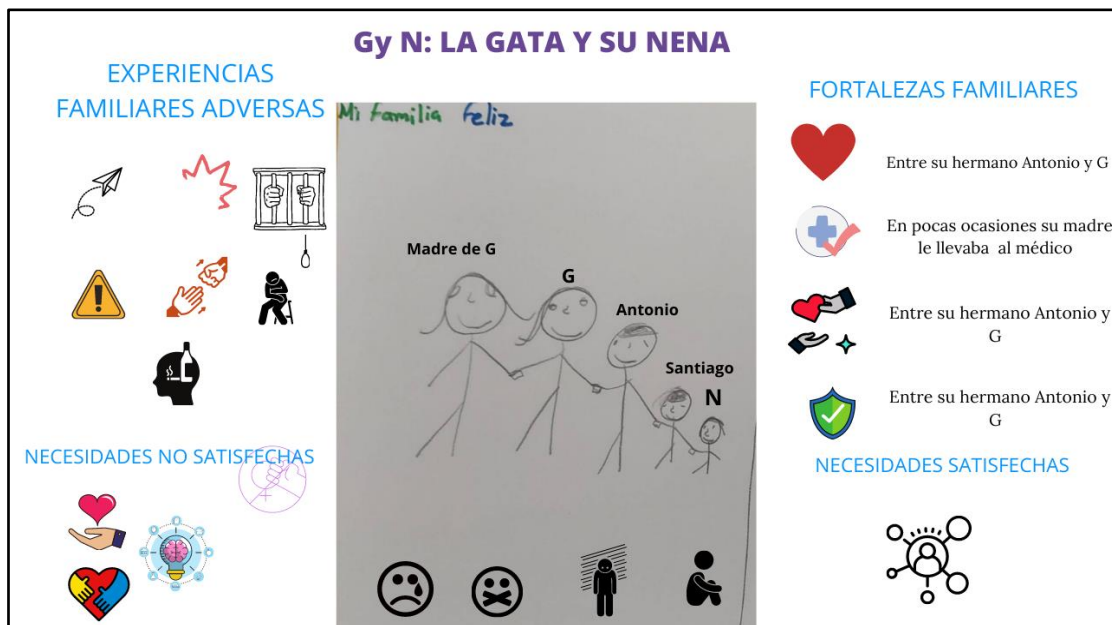 Gy N: LA GATA Y SU NENA
EXPERIENCIAS
FAMILIARES ADVERSAS
NECESIDADES NO SATISFECHAS
Mi familia feliz
Madre de G
G
Antonio
Santiago
N
FORTALEZAS FAMILIARES
Entre su hermano Antonio y G
En pocas ocasiones su madre
le llevaba al médico
Entre su hermano Antonio y
G
Entre su hermano Antonio y
G
NECESIDADES SATISFECHAS